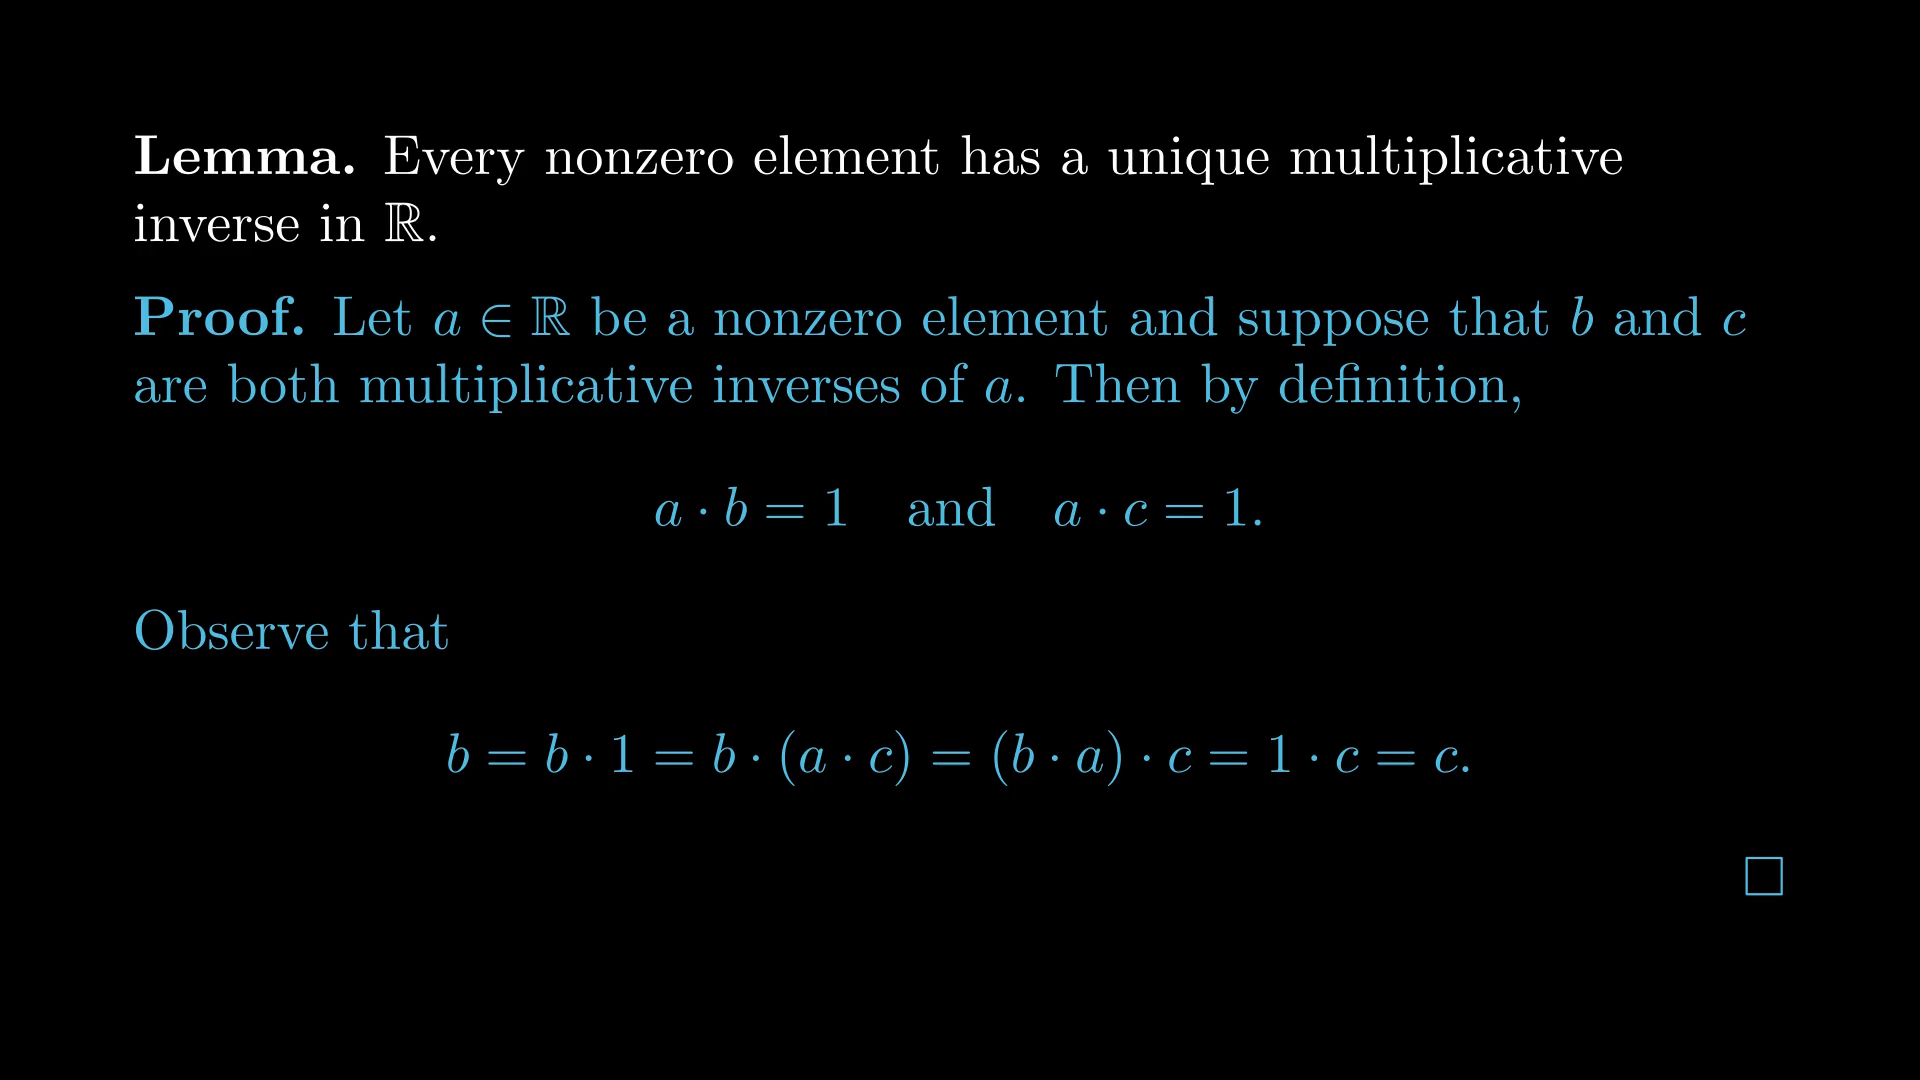 Lemma. Every nonzero element has a unique multiplicative
inverse in ℝ.
Proof. Let a ∈ ℝ be a nonzero element and suppose that b and c
are both multiplicative inverses of a. Then by definition,
a · b = 1 and a · c = 1.
Observe that
b = b · 1 = b · (a · c) = (b · a) · c = 1 · c = c.
□